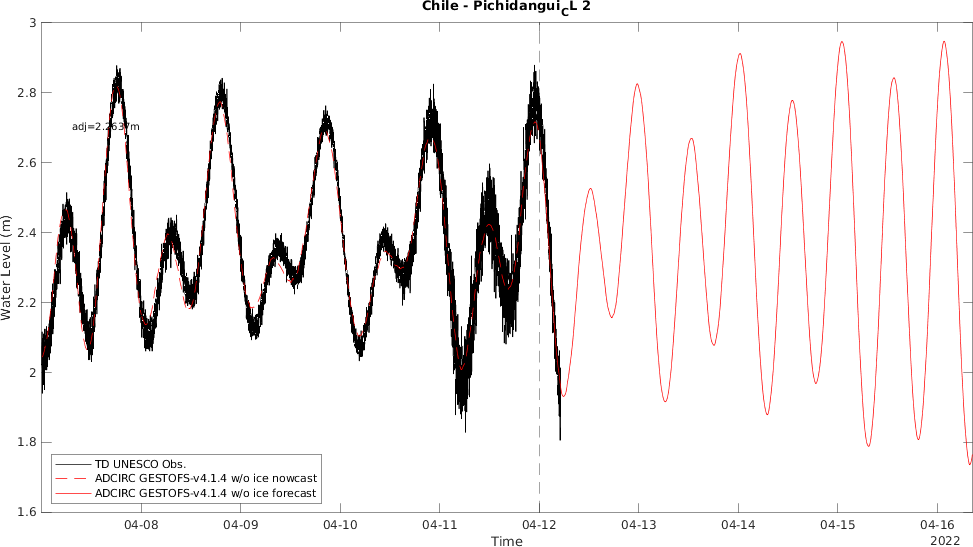 Chile - PichidanguiCL 2
3
2.8
2.6
2.4
2.2
2
1.8
1.6
Water Level (m)
adj=2.2637m
TD UNESCO Obs.
ADCIRC GESTOFS-v4.1.4 w/o ice nowcast
ADCIRC GESTOFS-v4.1.4 w/o ice forecast
04-08 04-09 04-10 04-11 04-12 04-13 04-14 04-15 04-16
Time
2022